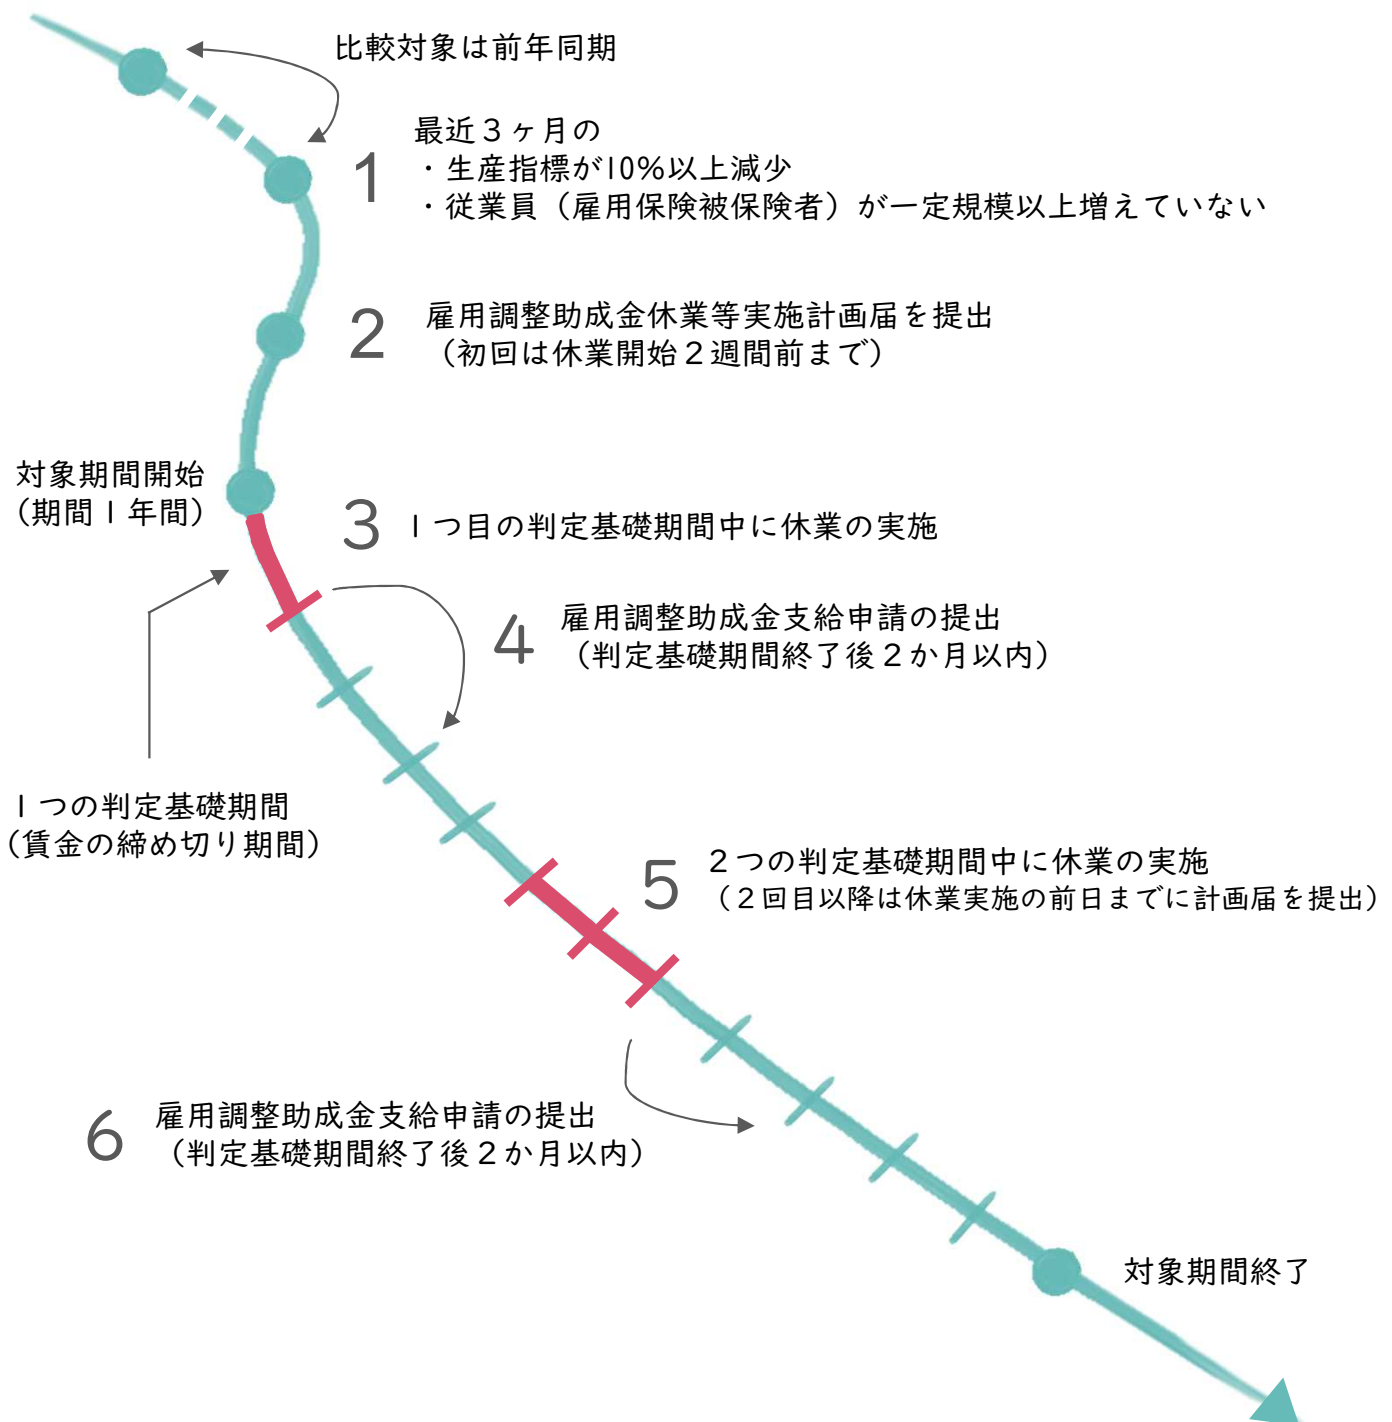 比較対象は前年同期
1
最近３ヶ月の
・生産指標が10%以上減少
・従業員（雇用保険被保険者）が一定規模以上増えていない
2
雇用調整助成金休業等実施計画届を提出
（初回は休業開始２週間前まで）
対象期間開始
（期間１年間）
3
１つ目の判定基礎期間中に休業の実施
4
雇用調整助成金支給申請の提出
（判定基礎期間終了後２か月以内）
１つの判定基礎期間
（賃金の締め切り期間）
5
２つの判定基礎期間中に休業の実施
（２回目以降は休業実施の前日までに計画届を提出）
6
雇用調整助成金支給申請の提出
（判定基礎期間終了後２か月以内）
対象期間終了